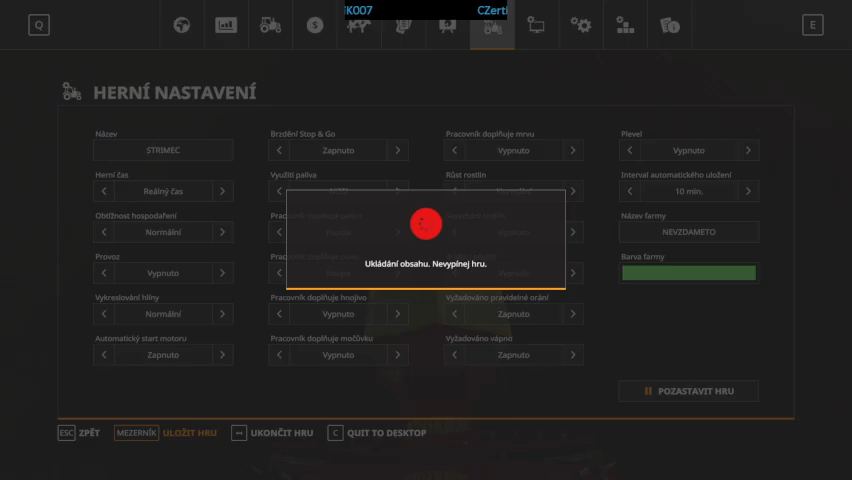 K007 CZerti
Q E
HERNÍ NASTAVENÍ
Název Brzdění Stop & Go Pracovník doplňuje mrvu Plevel
STRIMEC Zapnuto Vypnuto Vypnuto
Herní čas Využití paliva Růst rostlin Interval automatického uložení
Reálný čas 10 min.
Obtížnost hospodaření Název farmy
Normální NEVZDAMETO
Provoz Barva farmy
Vypnuto
Ukládání obsahu. Nevypínej hru.
Vykreslování hlíny Pracovník doplňuje hnojivo Vyžadováno pravidelné orání
Normální Vypnuto Zapnuto
Automatický start motoru Pracovník doplňuje močůvku Vyžadováno vápno
Zapnuto Vypnuto Zapnuto
POZASTAVIT HRU
ESC ZPĚT MEZERNÍK ULOŽIT HRU UKONČIT HRU C QUIT TO DESKTOP